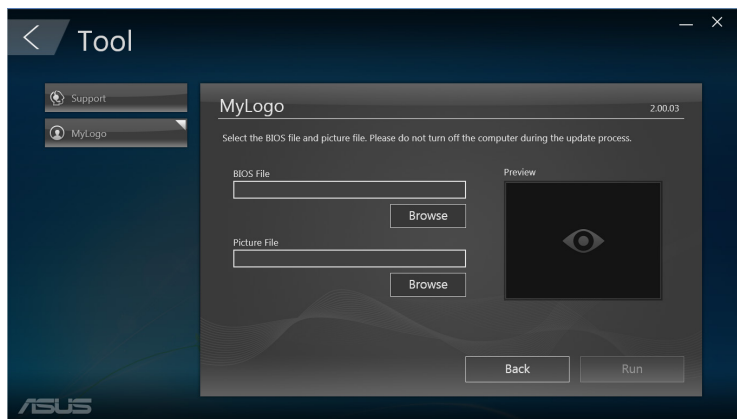 Tool
Support
MyLogo
MyLogo
2.00.03
Select the BIOS file and picture file. Please do not turn off the computer during the update process.
BIOS File
Browse
Picture File
Browse
Preview
Back
Run
ASUS